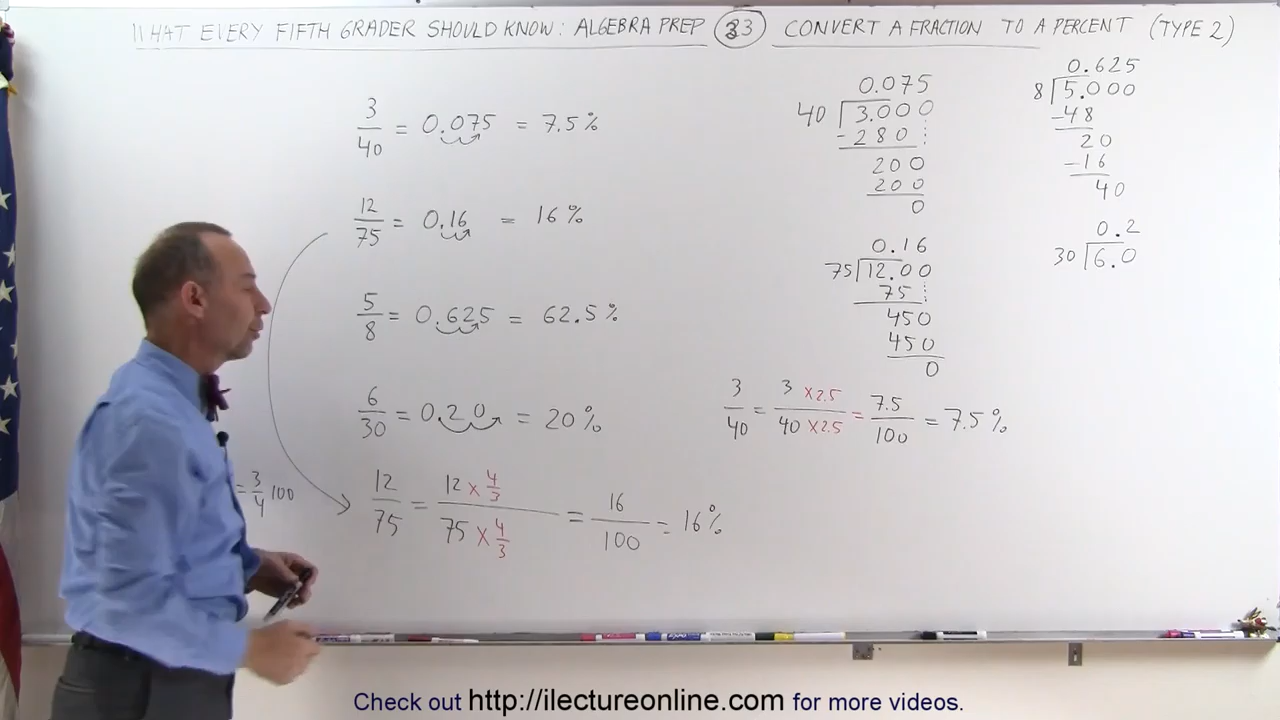 WHAT EVERY FIFTH GRADER SHOULD KNOW: ALGEBRA PREP 33 CONVERT A FRACTION TO A PERCENT (TYPE 2)
3/40 = 0.075 = 7.5%
12/75 = 0.16 = 16%
5/8 = 0.625 = 62.5%
6/30 = 0.20 = 20%
= 3/4 100
12/75 = 12 × 4/3 / 75 × 4/3 = 16/100 = 16%
0.075
40 3.000
-280
200
200
0
0.16
75 12.00
75
450
450
0
3/40 = 3 × 2.5 / 40 × 2.5 = 7.5/100 = 7.5%
0.625
8 5.000
-48
20
-16
40
0.2
30 6.0
Check out http://ilectureonline.com for more videos.